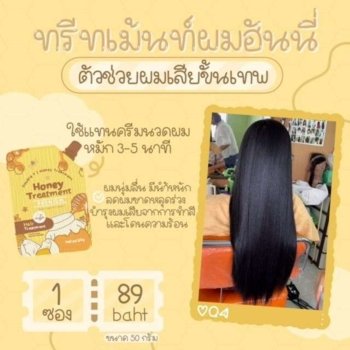 ทรีทเม้นท์ผมฮันนี่
ตัวช่วยผมเสียขั้นเทพ
ใช้แทนครีมนวดผม
หมัก 3-5 นาที
Honey
Treatment
ผมนุ่มลื่น มีน้ำหนัก
ลดผมขาดหลุดร่วง
บำรุงผมเสียจากการทำสี
และโดนความร้อน
1
ซอง
89
baht
ขนาด 50 กรัม